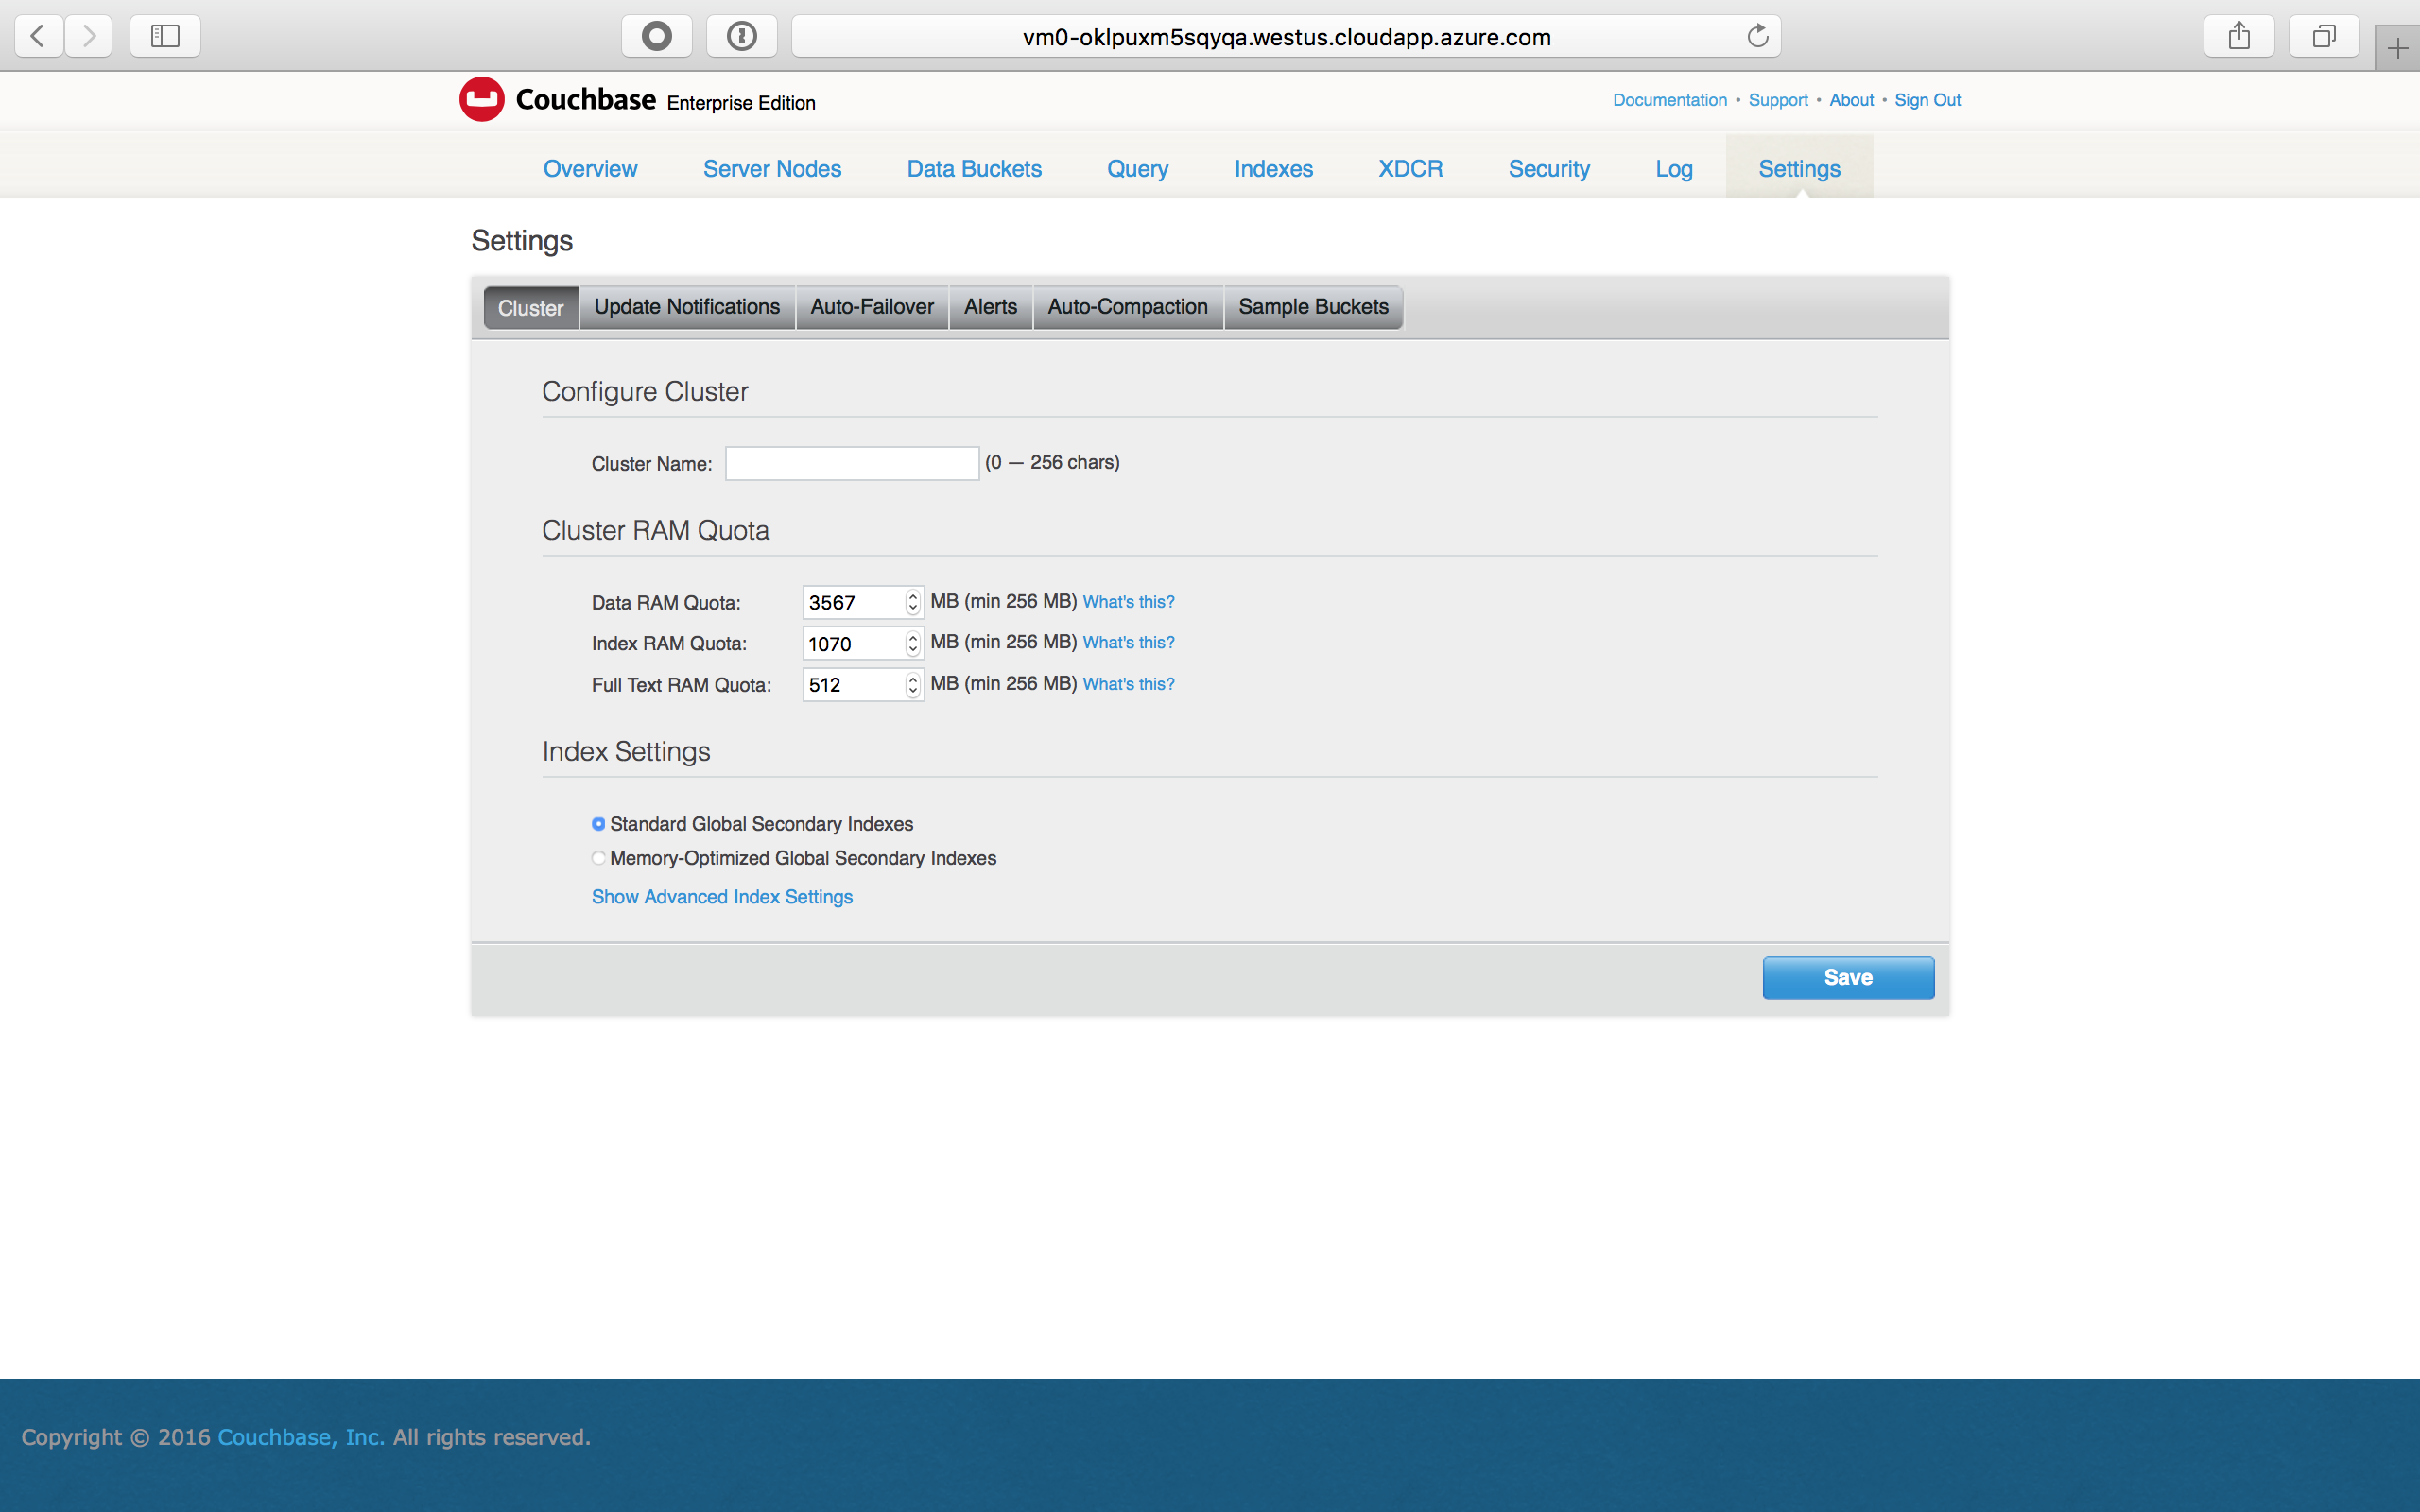 vm0-oklpuxm5sqyqa.westus.cloudapp.azure.com
Couchbase Enterprise Edition
Documentation • Support • About • Sign Out
Overview Server Nodes Data Buckets Query Indexes XDCR Security Log Settings
Settings
Cluster Update Notifications Auto-Failover Alerts Auto-Compaction Sample Buckets
Configure Cluster
Cluster Name: (0 — 256 chars)
Cluster RAM Quota
Data RAM Quota: 3567 MB (min 256 MB) What's this?
Index RAM Quota: 1070 MB (min 256 MB) What's this?
Full Text RAM Quota: 512 MB (min 256 MB) What's this?
Index Settings
Standard Global Secondary Indexes
Memory-Optimized Global Secondary Indexes
Show Advanced Index Settings
Save
Copyright © 2016 Couchbase, Inc. All rights reserved.